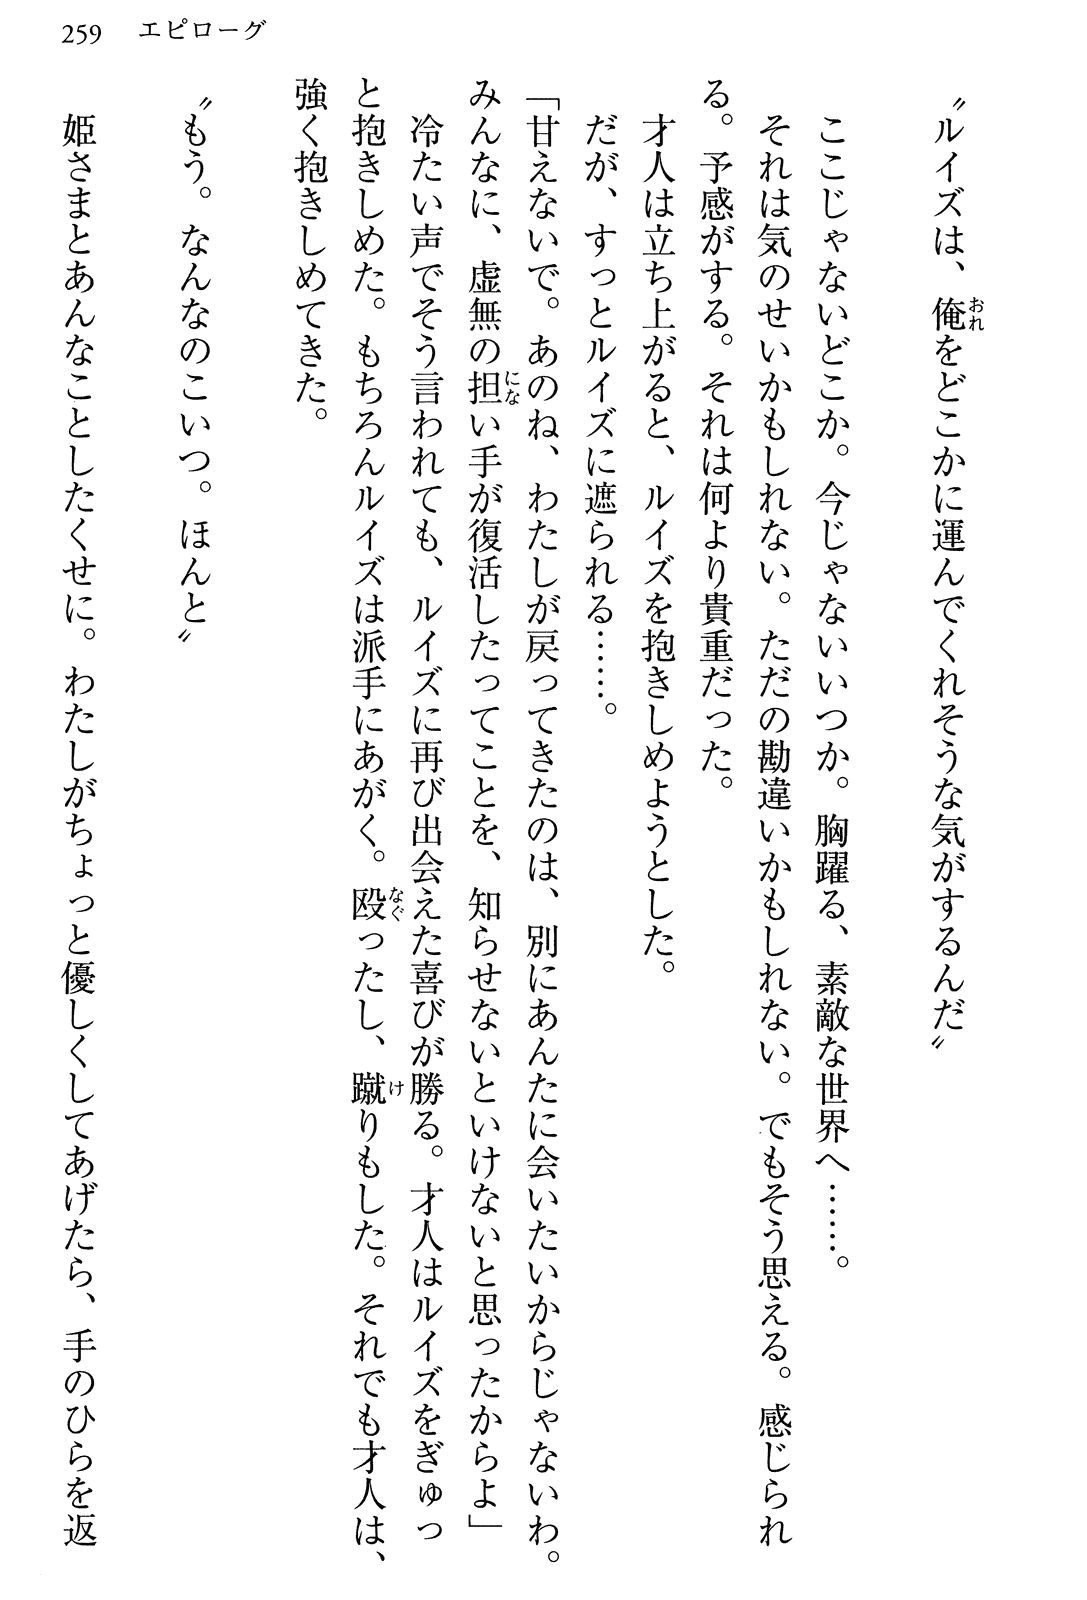 259　エピローグ
〝ルイズは、俺をどこかに運んでくれそうな気がするんだ〟
ここじゃないどこか。今じゃないいつか。胸躍る、素敵な世界へ……。
それは気のせいかもしれない。ただの勘違いかもしれない。でもそう思える。感じられ
る。予感がする。それは何より貴重だった。
才人は立ち上がると、ルイズを抱きしめようとした。
だが、すっとルイズに遮られる……。
「甘えないで。あのね、わたしが戻ってきたのは、別にあんたに会いたいからじゃないわ。
みんなに、虚無の担い手が復活したってことを、知らせないといけないと思ったからよ」
冷たい声でそう言われても、ルイズに再び出会えた喜びが勝る。才人はルイズをぎゅっ
と抱きしめた。もちろんルイズは派手にあがく。殴ったし、蹴りもした。それでも才人は、
強く抱きしめてきた。
〝もう。なんなのこいつ。ほんと〟
姫さまとあんなことしたくせに。わたしがちょっと優しくしてあげたら、手のひらを返